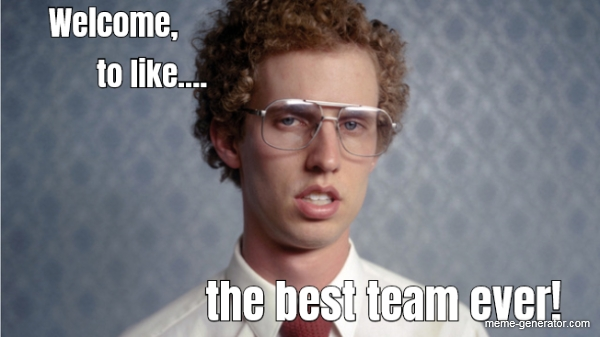 Welcome,
to like....
the best team ever!
meme-generator.com